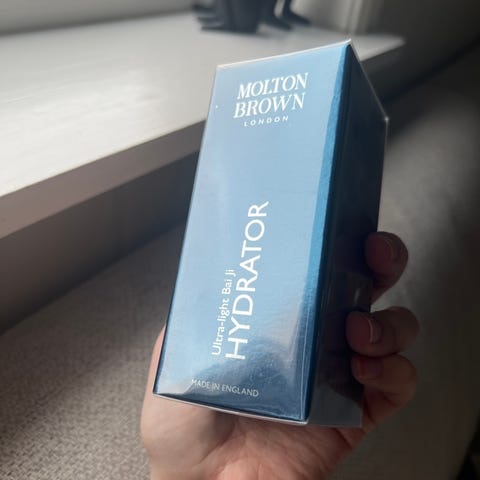 MOLTON
BROWN
LONDON
Ultra-light Bai Ji
HYDRATOR
MADE IN ENGLAND